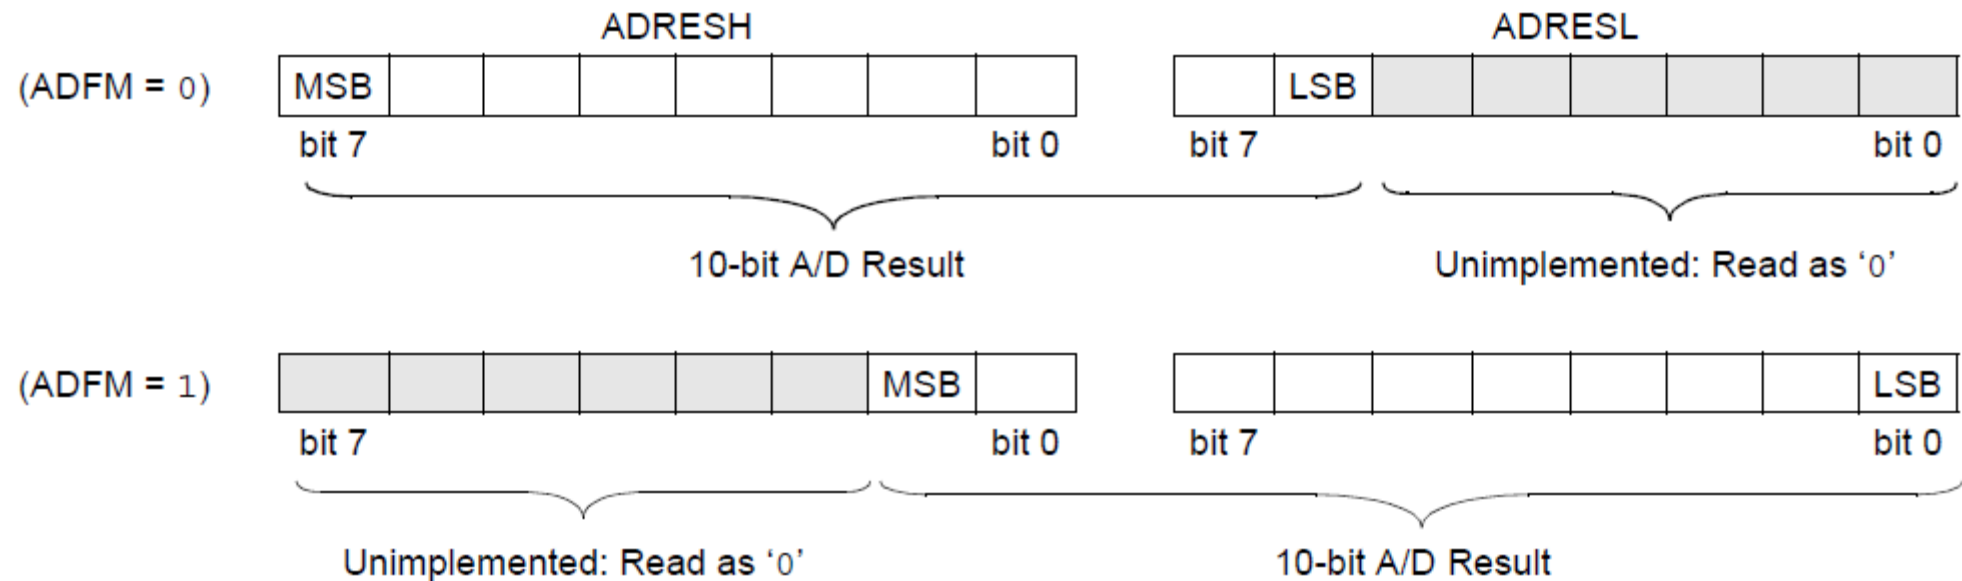 ADRESH ADRESL
(ADFM = 0) MSB LSB
bit 7 bit 0 bit 7 bit 0
10-bit A/D Result Unimplemented: Read as ‘0’
(ADFM = 1) MSB LSB
bit 7 bit 0 bit 7 bit 0
Unimplemented: Read as ‘0’ 10-bit A/D Result